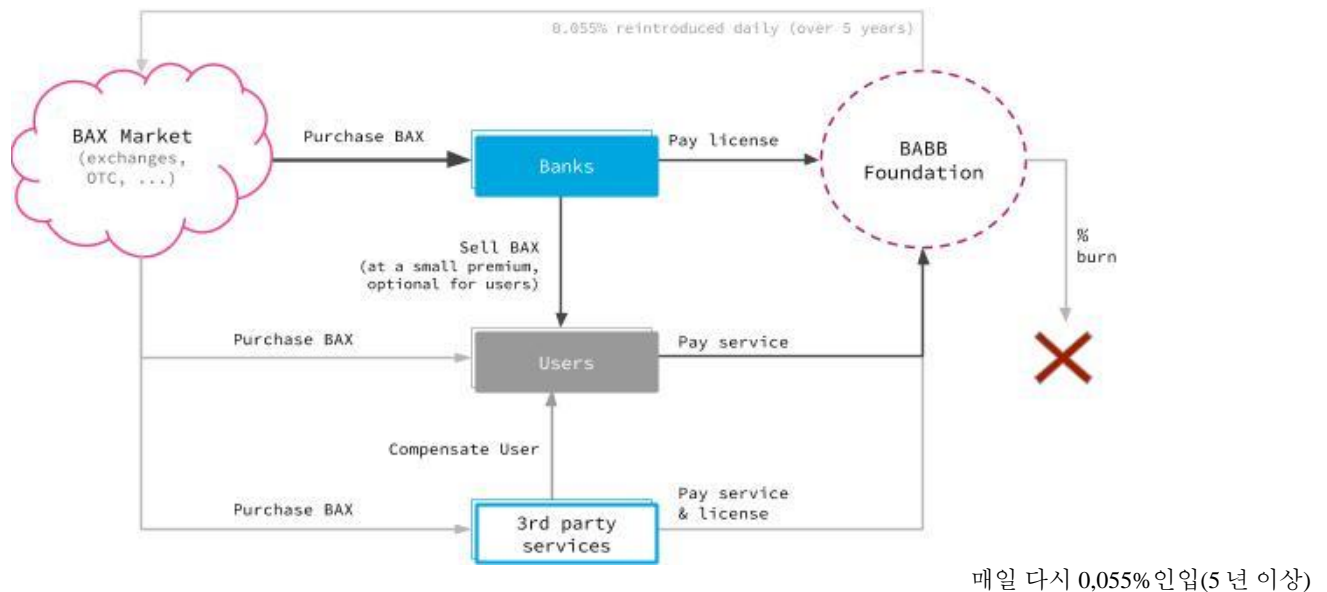 0.055% reintroduced daily (over 5 years)
BAX Market
(exchanges,
OTC, ...)
Purchase BAX
Banks
Pay license
BABB
Foundation
%
burn
Sell BAX
(at a small premium,
optional for users)
Purchase BAX
Users
Pay service
Compensate User
Purchase BAX
3rd party
services
Pay service
& license
매일 다시 0,055%인입(5 년 이상)